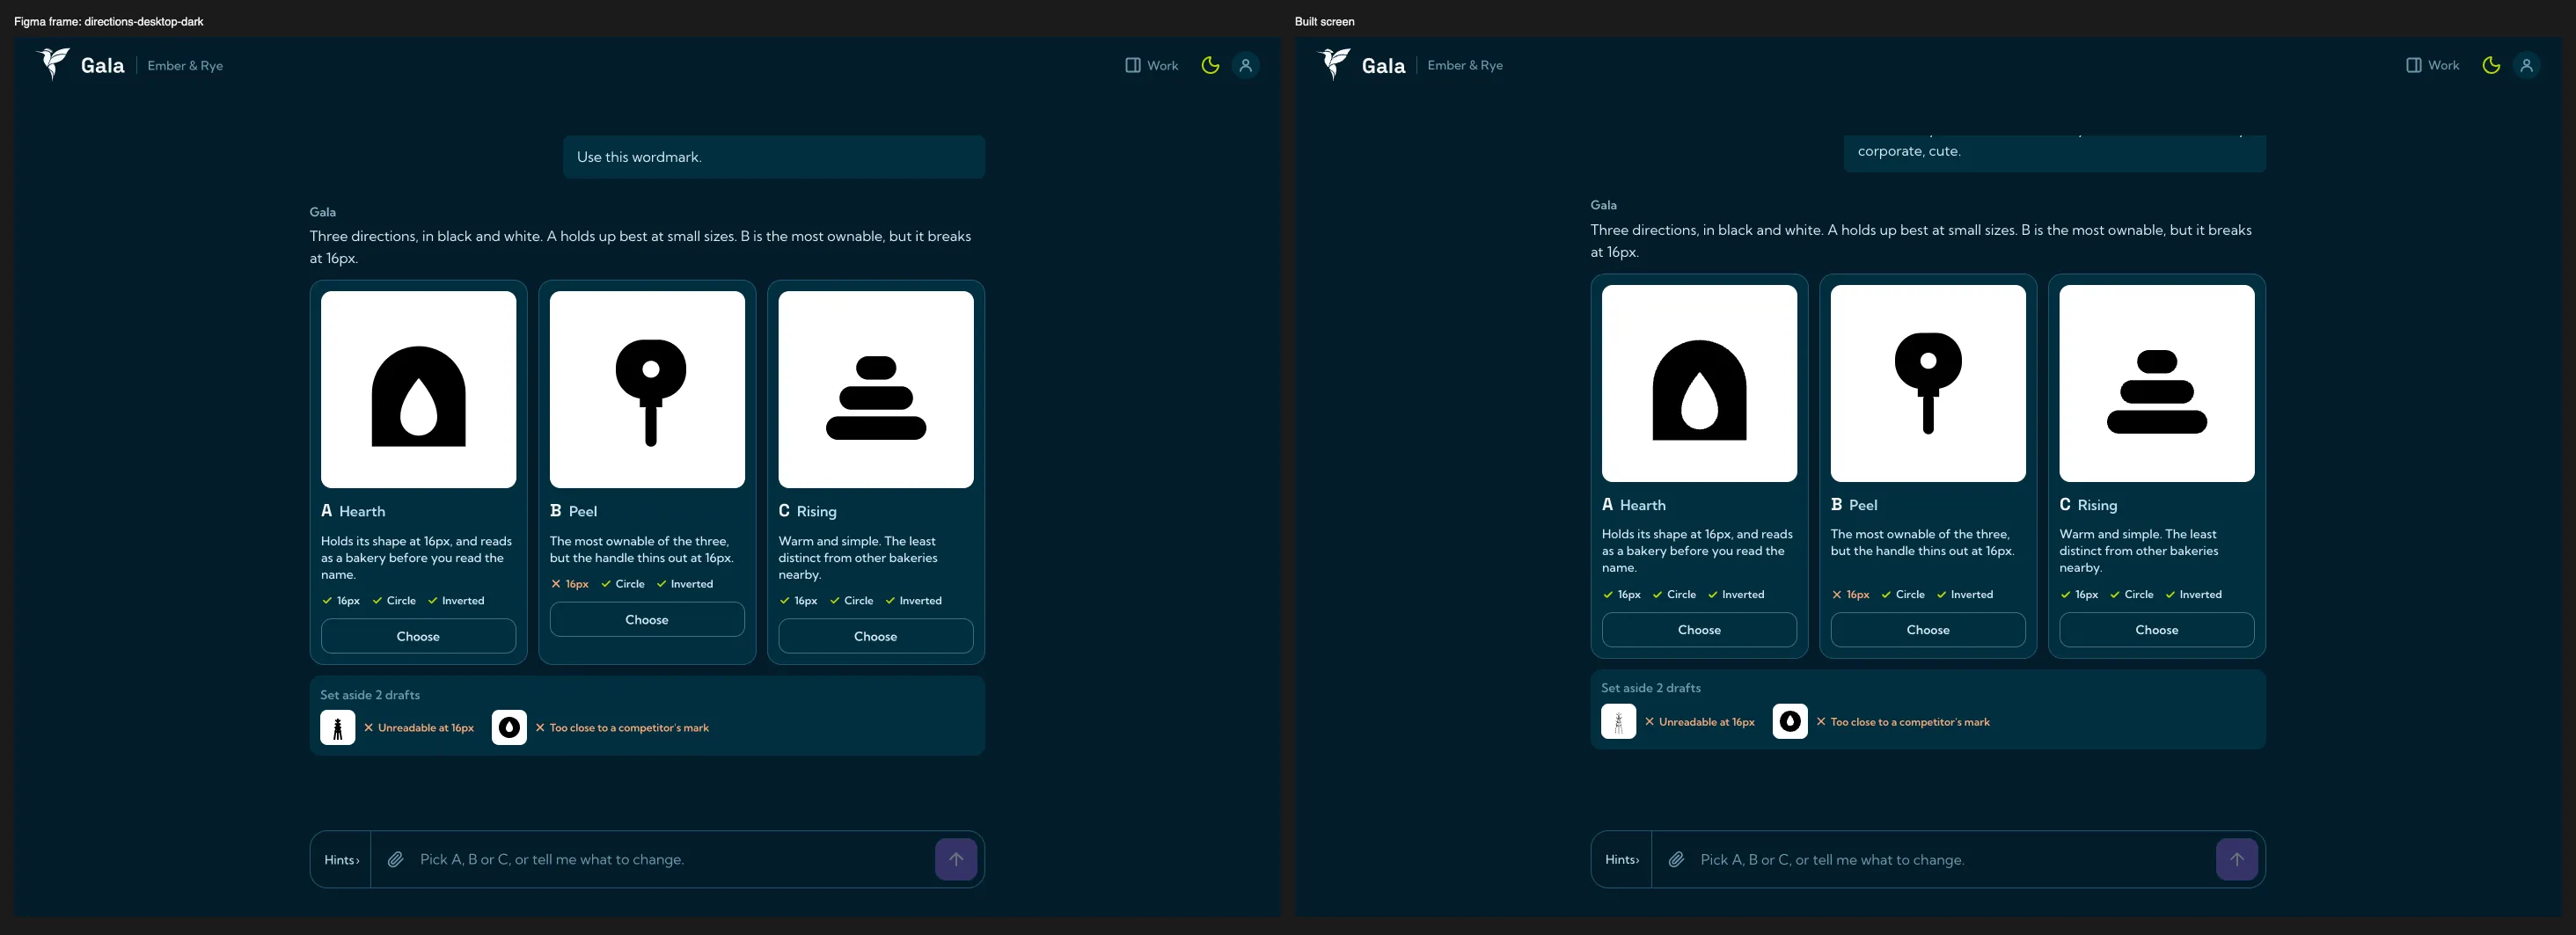 Figma frame: directions-desktop-dark
Gala
Ember & Rye
Work
Use this wordmark.
Gala
Three directions, in black and white. A holds up best at small sizes. B is the most ownable, but it breaks
at 16px.
A Hearth
Holds its shape at 16px, and reads
as a bakery before you read the
name.
16px
Circle
Inverted
Choose
B Peel
The most ownable of the three,
but the handle thins out at 16px.
16px
Circle
Inverted
Choose
C Rising
Warm and simple. The least
distinct from other bakeries
nearby.
16px
Circle
Inverted
Choose
Set aside 2 drafts
Unreadable at 16px
Too close to a competitor's mark
Hints›
Pick A, B or C, or tell me what to change.
Built screen
Gala
Ember & Rye
Work
corporate, cute.
Gala
Three directions, in black and white. A holds up best at small sizes. B is the most ownable, but it breaks
at 16px.
A Hearth
Holds its shape at 16px, and reads
as a bakery before you read the
name.
16px
Circle
Inverted
Choose
B Peel
The most ownable of the three,
but the handle thins out at 16px.
16px
Circle
Inverted
Choose
C Rising
Warm and simple. The least
distinct from other bakeries
nearby.
16px
Circle
Inverted
Choose
Set aside 2 drafts
Unreadable at 16px
Too close to a competitor's mark
Hints›
Pick A, B or C, or tell me what to change.